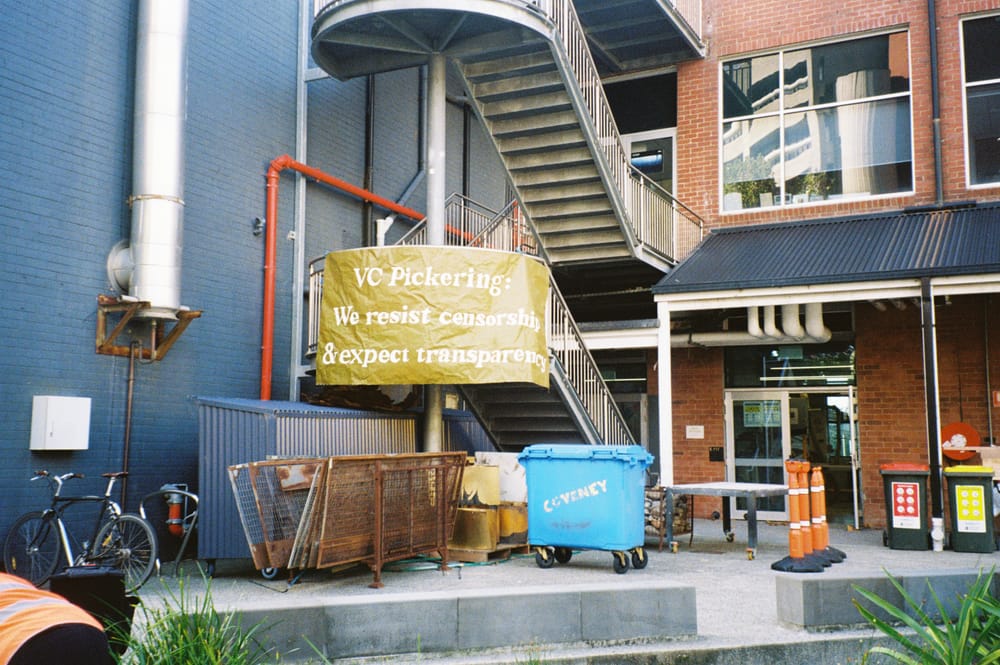 VC Pickering:
We resist censorship
& expect transparency
COVENEY